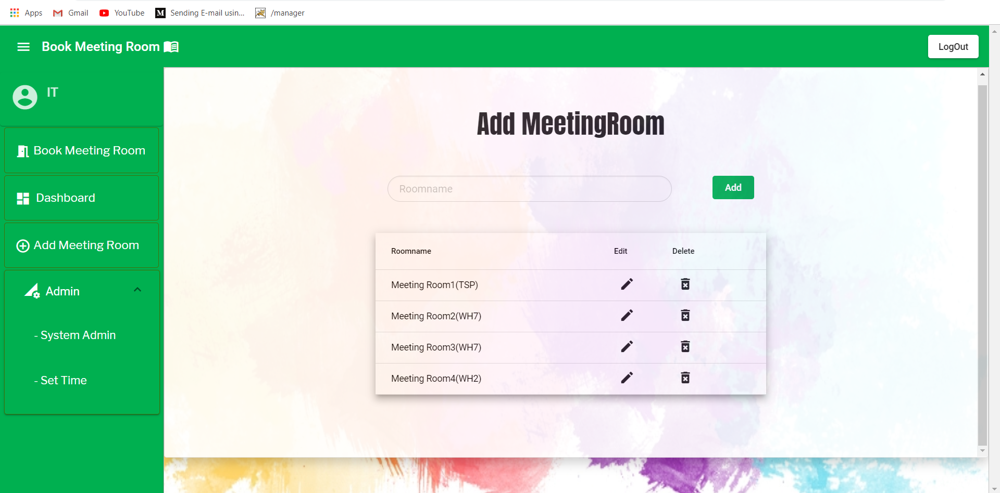 Apps Gmail YouTube M Sending E-mail usin... /manager
Book Meeting Room
LogOut
IT
Book Meeting Room
Dashboard
Add Meeting Room
Admin
- System Admin
- Set Time
Add MeetingRoom
Roomname
Add
Roomname Edit Delete
Meeting Room1(TSP)
Meeting Room2(WH7)
Meeting Room3(WH7)
Meeting Room4(WH2)